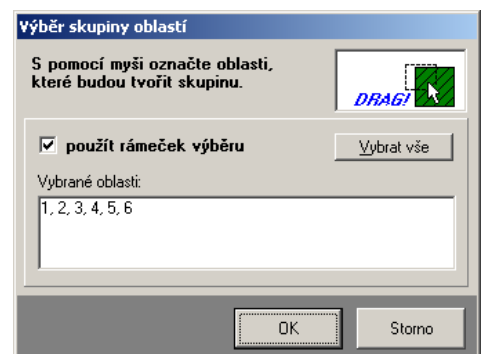 Výběr skupiny oblastí
S pomocí myši označte oblasti,
které budou tvořit skupinu.
DRAG!
použít rámeček výběru
Vybrat vše
Vybrané oblasti:
1, 2, 3, 4, 5, 6
OK
Storno